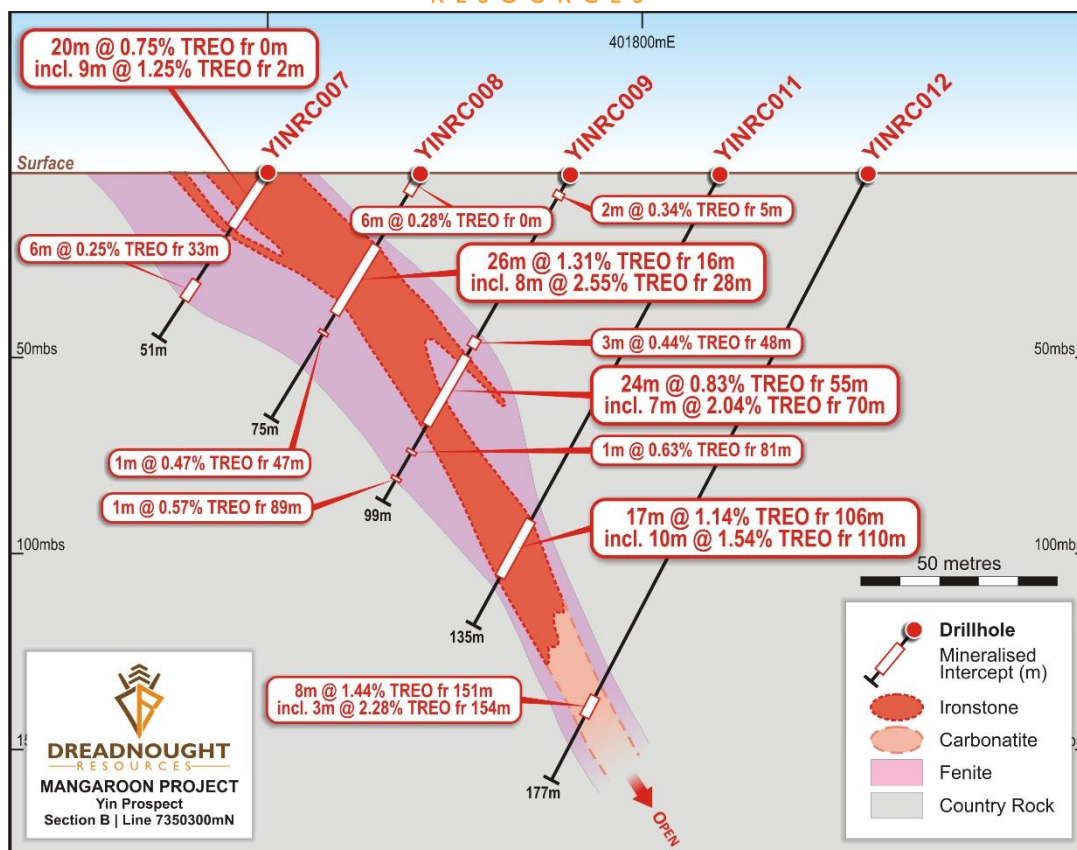 RESOURCES
20m @ 0.75% TREO fr 0m
incl. 9m @ 1.25% TREO fr 2m
401800mE
YINRC007
YINRC008
YINRC009
YINRC011
YINRC012
Surface
6m @ 0.28% TREO fr 0m
2m @ 0.34% TREO fr 5m
6m @ 0.25% TREO fr 33m
26m @ 1.31% TREO fr 16m
incl. 8m @ 2.55% TREO fr 28m
50mbs
51m
3m @ 0.44% TREO fr 48m
50mbs
24m @ 0.83% TREO fr 55m
incl. 7m @ 2.04% TREO fr 70m
75m
1m @ 0.47% TREO fr 47m
1m @ 0.63% TREO fr 81m
1m @ 0.57% TREO fr 89m
99m
17m @ 1.14% TREO fr 106m
incl. 10m @ 1.54% TREO fr 110m
100mbs
100mbs
50 metres
135m
Drillhole
Mineralised
Intercept (m)
Ironstone
Carbonatite
Fenite
Country Rock
8m @ 1.44% TREO fr 151m
incl. 3m @ 2.28% TREO fr 154m
177m
OPEN
DREADNOUGHT
RESOURCES
MANGAROON PROJECT
Yin Prospect
Section B | Line 7350300mN